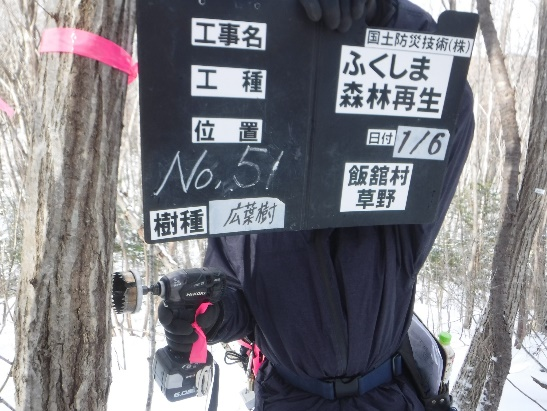 工事名
国土防災技術(株)
工種
ふくしま
森林再生
位置
日付 1/6
No. 51
飯舘村
草野
樹種 広葉樹
HiKOKI